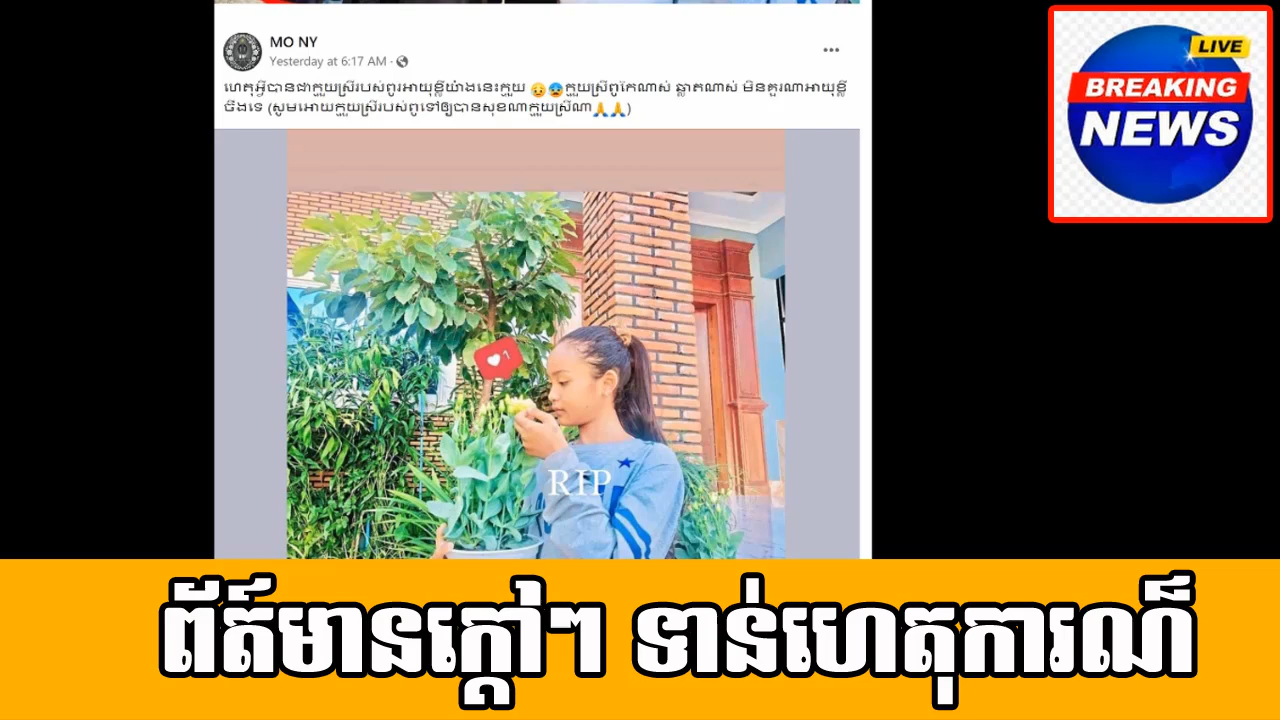 MO NY
Yesterday at 6:17 AM ·
ហេតុអ្វីបានជាក្មួយស្រីរបស់ពូអាយុខ្លីយ៉ាងនេះក្មួយ 😔😰ក្មួយស្រីពូកែណាស់ ឆ្លាតណាស់ មិនគួរណាអាយុខ្លី
ចឹងទេ (សូមអោយក្មួយស្រីរបស់ពូទៅឲ្យបានសុខណាក្មួយស្រីណា🙏🙏)
LIVE
BREAKING
NEWS
1
RIP
ព័ត៌មានក្តៅៗ ទាន់ហេតុការណ៍